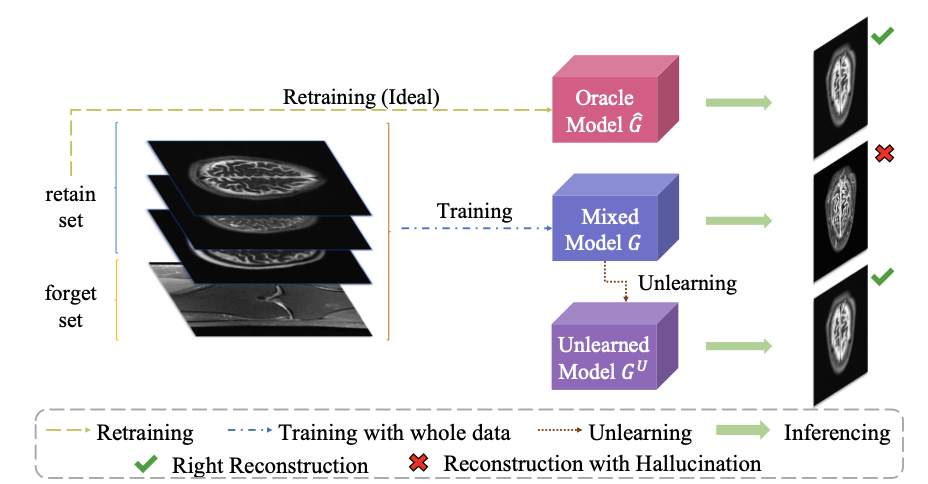 Retraining (Ideal)
Oracle
Model Ĝ
retain
set
Training
Mixed
Model G
Unlearning
forget
set
Unlearned
Model G^U
Retraining
Training with whole data
Unlearning
Inferencing
Right Reconstruction
Reconstruction with Hallucination